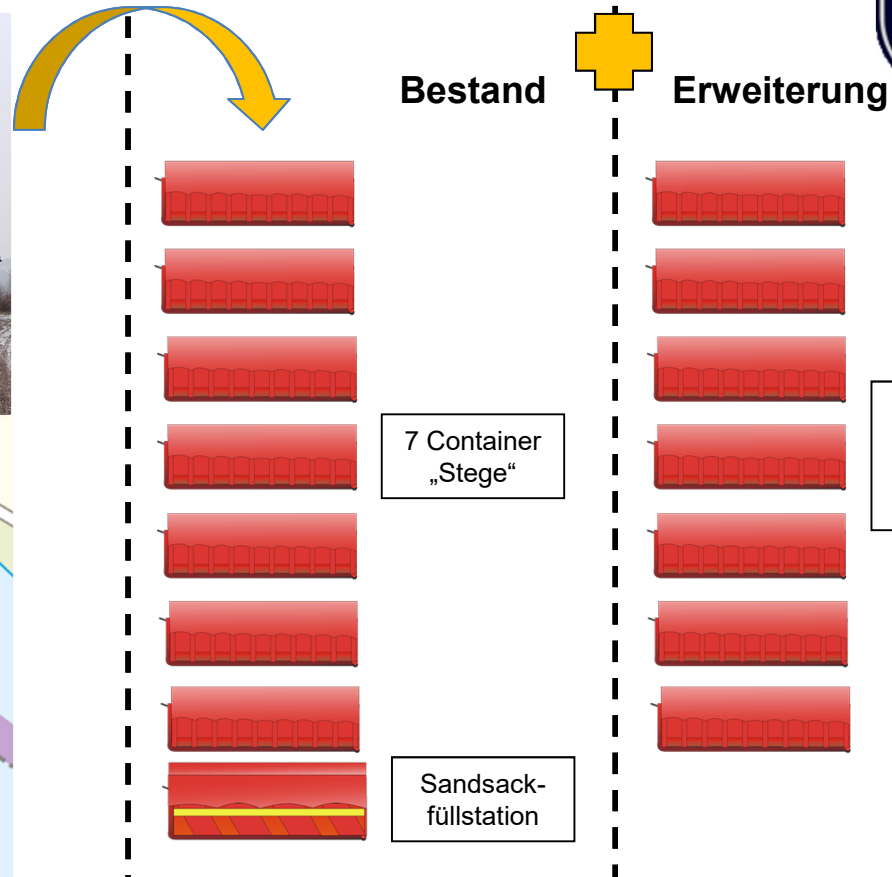 Bestand
Erweiterung
7 Container
„Stege“
Sandsack-
füllstation